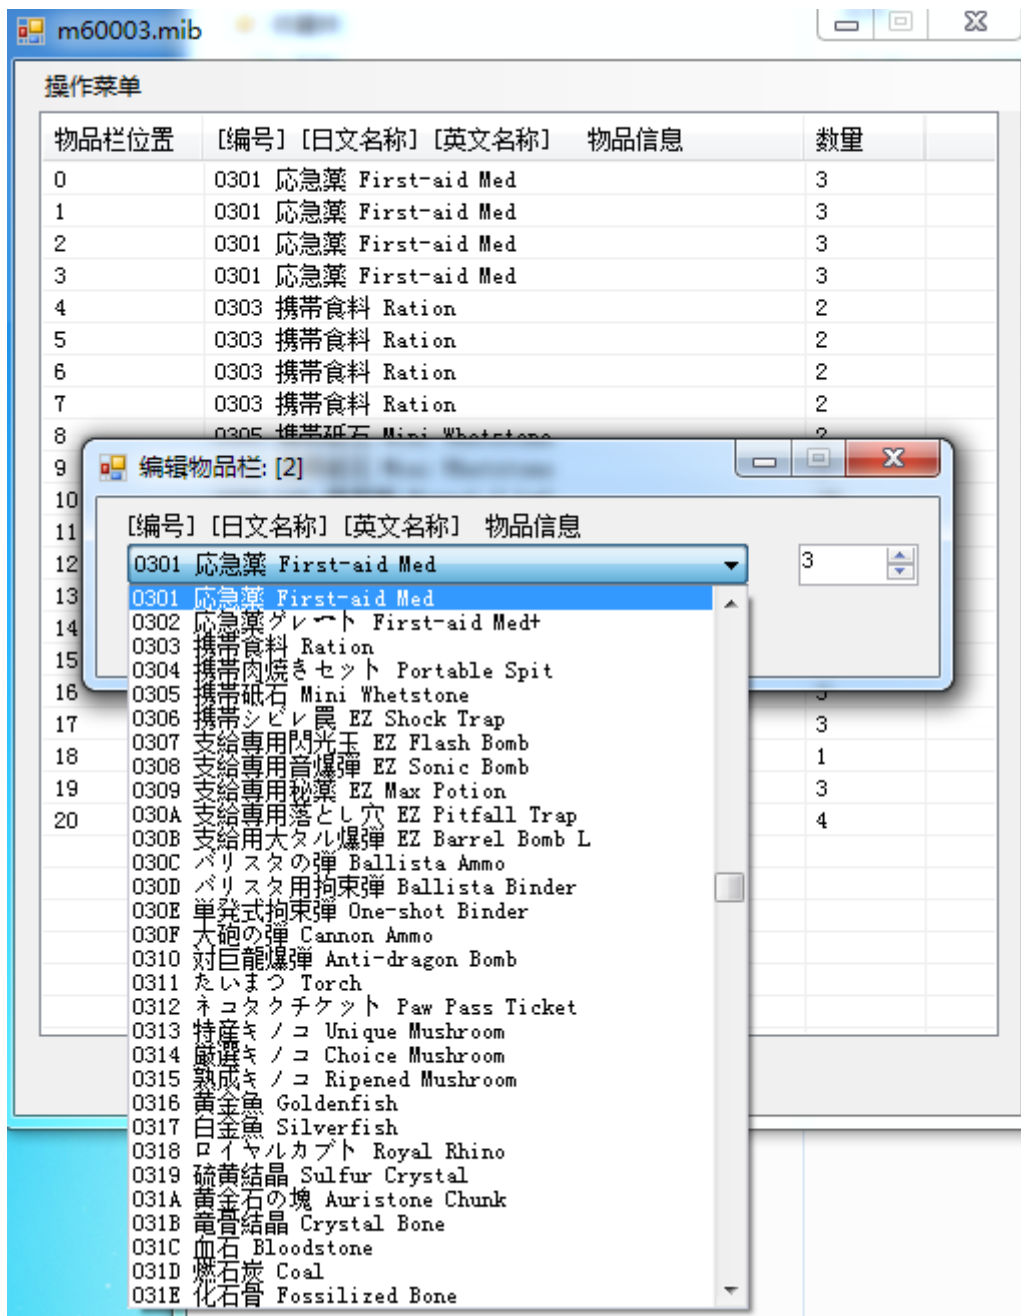 m60003.mib
操作菜单
物品栏位置 [编号] [日文名称] [英文名称] 物品信息 数量
0 0301 応急薬 First-aid Med 3
1 0301 応急薬 First-aid Med 3
2 0301 応急薬 First-aid Med 3
3 0301 応急薬 First-aid Med 3
4 0303 携帯食料 Ration 2
5 0303 携帯食料 Ration 2
6 0303 携帯食料 Ration 2
7 0303 携帯食料 Ration 2
8 0305 携帯砥石 Mini Whetstone 2
9
10
11
12
13
14
15
16 3
17 3
18 1
19 3
20 4
编辑物品栏: [2]
[编号] [日文名称] [英文名称] 物品信息
0301 応急薬 First-aid Med 3
0301 応急薬 First-aid Med
0302 応急薬グレート First-aid Med+
0303 携帯食料 Ration
0304 携帯肉焼きセット Portable Spit
0305 携帯砥石 Mini Whetstone
0306 携帯シビレ罠 EZ Shock Trap
0307 支給専用閃光玉 EZ Flash Bomb
0308 支給専用音爆弾 EZ Sonic Bomb
0309 支給専用秘薬 EZ Max Potion
030A 支給専用落とし穴 EZ Pitfall Trap
030B 支給用大タル爆弾 EZ Barrel Bomb L
030C バリスタの弾 Ballista Ammo
030D バリスタ用拘束弾 Ballista Binder
030E 単発式拘束弾 One-shot Binder
030F 大砲の弾 Cannon Ammo
0310 対巨龍爆弾 Anti-dragon Bomb
0311 たいまつ Torch
0312 ネコタクチケット Paw Pass Ticket
0313 特産キノコ Unique Mushroom
0314 厳選キノコ Choice Mushroom
0315 熟成キノコ Ripened Mushroom
0316 黄金魚 Goldenfish
0317 白金魚 Silverfish
0318 ロイヤルカブト Royal Rhino
0319 硫黄結晶 Sulfur Crystal
031A 黄金石の塊 Auristone Chunk
031B 竜骨結晶 Crystal Bone
031C 血石 Bloodstone
031D 燃石炭 Coal
031E 化石骨 Fossilized Bone